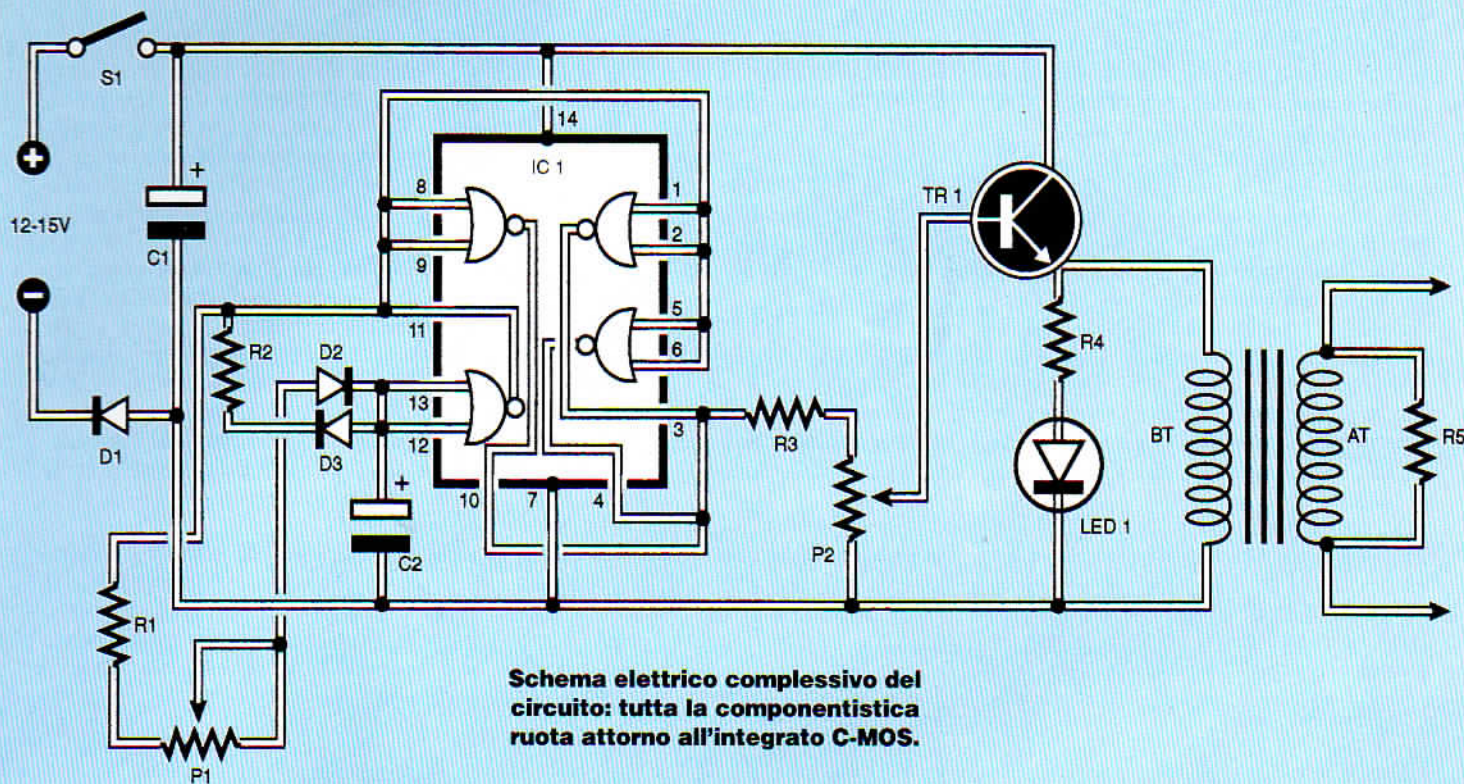 S1
14
IC 1
+
8
1
TR 1
+
12-15V
2
C1
9
−
5
11
6
R2
D2
R4
13
3
R3
BT
AT
R5
12
D1
D3
+
10
7
4
LED 1
C2
P2
R1
Schema elettrico complessivo del
circuito: tutta la componentistica
ruota attorno all'integrato C-MOS.
P1